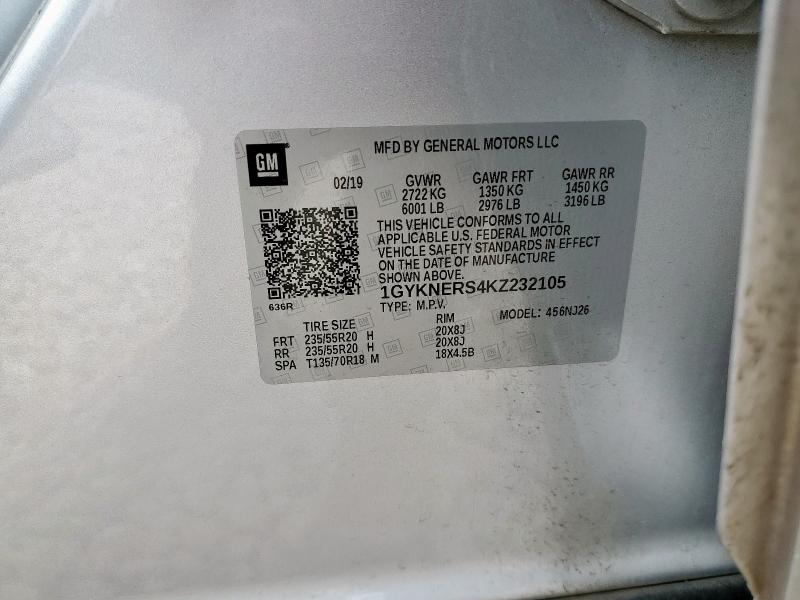 GM
MFD BY GENERAL MOTORS LLC
02/19
GVWR GAWR FRT GAWR RR
2722 KG 1350 KG 1450 KG
6001 LB 2976 LB 3196 LB
THIS VEHICLE CONFORMS TO ALL
APPLICABLE U.S. FEDERAL MOTOR
VEHICLE SAFETY STANDARDS IN EFFECT
ON THE DATE OF MANUFACTURE
SHOWN ABOVE.
1GYKNERS4KZ232105
636R
TYPE: M.P.V. MODEL: 456NJ26
TIRE SIZE RIM
FRT 235/55R20 H 20X8J
RR 235/55R20 H 20X8J
SPA T135/70R18 M 18X4.5B